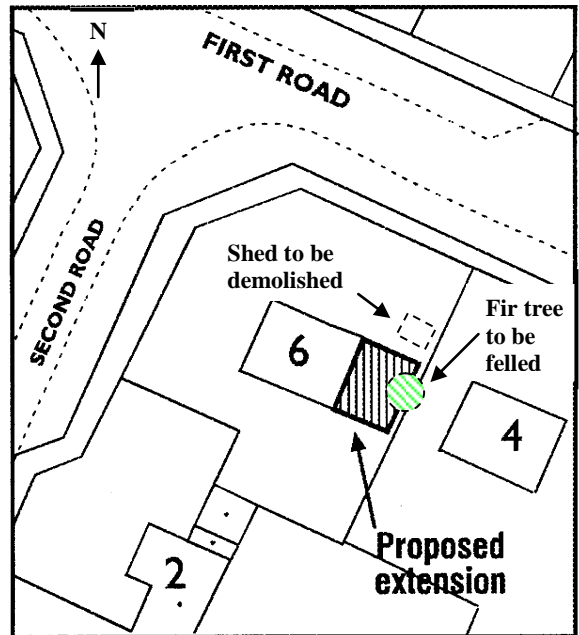 N
FIRST ROAD
SECOND ROAD
Shed to be
demolished
Fir tree
to be
felled
6
4
Proposed
extension
2